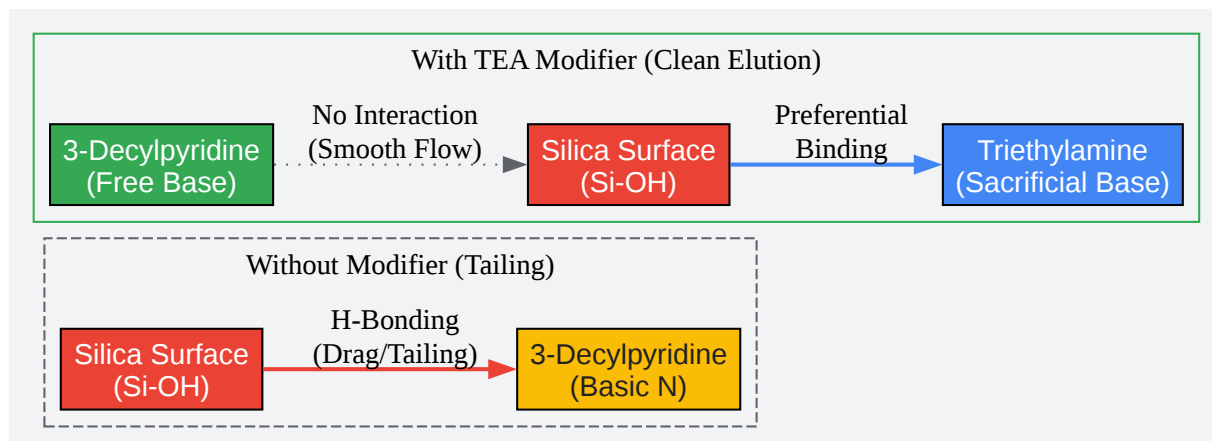 With TEA Modifier (Clean Elution)
3-Decylpyridine
(Free Base)
No Interaction
(Smooth Flow)
Silica Surface
(Si-OH)
Preferential
Binding
Triethylamine
(Sacrificial Base)
Without Modifier (Tailing)
Silica Surface
(Si-OH)
H-Bonding
(Drag/Tailing)
3-Decylpyridine
(Basic N)